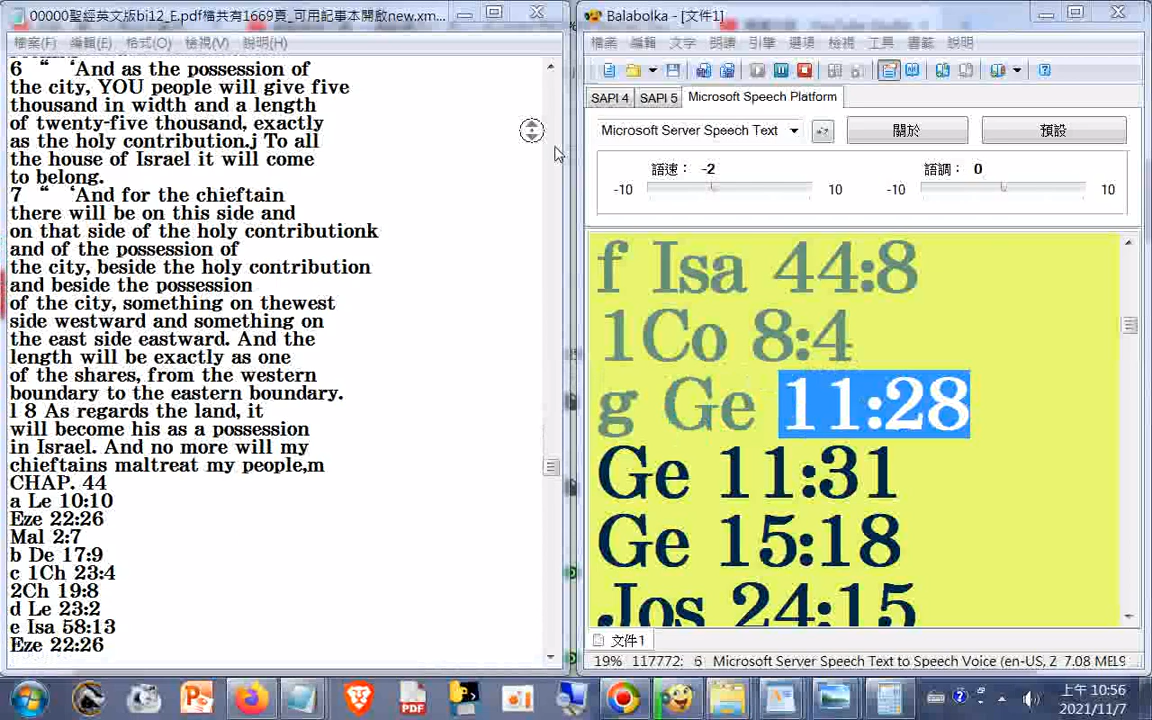 00000聖經英文版bi12_E.pdf檔共有1669頁_可用記事本開啟new.xm...
檔案(F) 編輯(E) 格式(O) 檢視(V) 說明(H)
6 “ ‘And as the possession of
the city, YOU people will give five
thousand in width and a length
of twenty-five thousand, exactly
as the holy contribution.j To all
the house of Israel it will come
to belong.
7 “ ‘And for the chieftain
there will be on this side and
on that side of the holy contributionk
and of the possession of
the city, beside the holy contribution
and beside the possession
of the city, something on thewest
side westward and something on
the east side eastward. And the
length will be exactly as one
of the shares, from the western
boundary to the eastern boundary.
l 8 As regards the land, it
will become his as a possession
in Israel. And no more will my
chieftains maltreat my people,m
CHAP. 44
a Le 10:10
Eze 22:26
Mal 2:7
b De 17:9
c 1Ch 23:4
2Ch 19:8
d Le 23:2
e Isa 58:13
Eze 22:26
Balabolka - [文件1]
檔案 編輯 文字 朗讀 引擎 選項 檢視 工具 書籤 說明
SAPI 4 SAPI 5 Microsoft Speech Platform
Microsoft Server Speech Text 關於 預設
語速： -2 語調： 0
-10 10 -10 10
f Isa 44:8
1Co 8:4
g Ge 11:28
Ge 11:31
Ge 15:18
Jos 24:15
文件1
19% 117772: 6 Microsoft Server Speech Text to Speech Voice (en-US, Z 7.08 MB
PDF
上午 10:56
2021/11/7